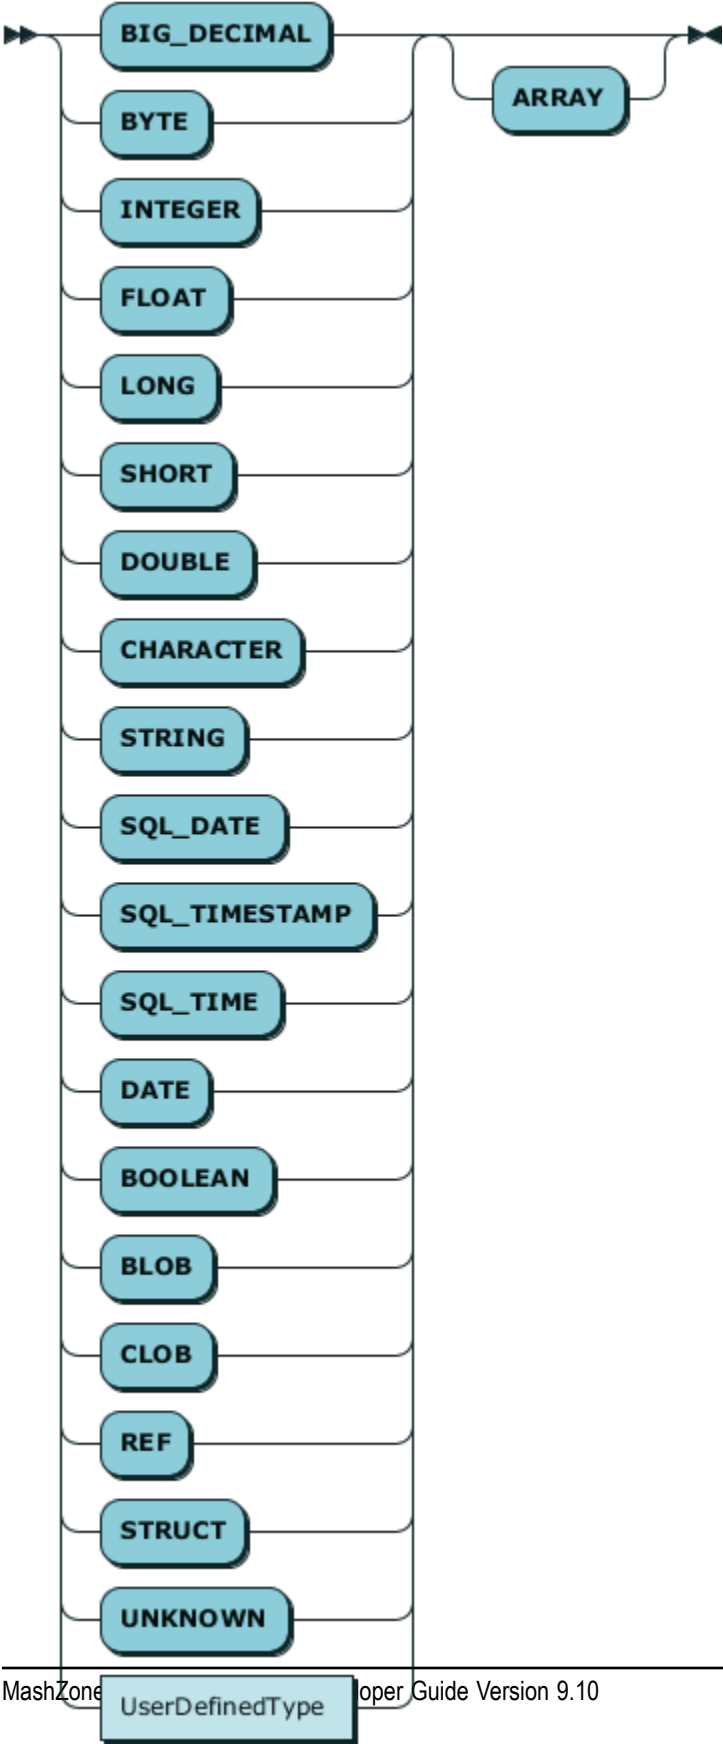 BIG_DECIMAL
ARRAY
BYTE
INTEGER
FLOAT
LONG
SHORT
DOUBLE
CHARACTER
STRING
SQL_DATE
SQL_TIMESTAMP
SQL_TIME
DATE
BOOLEAN
BLOB
CLOB
REF
STRUCT
UNKNOWN
MashZone oper Guide Version 9.10
UserDefinedType